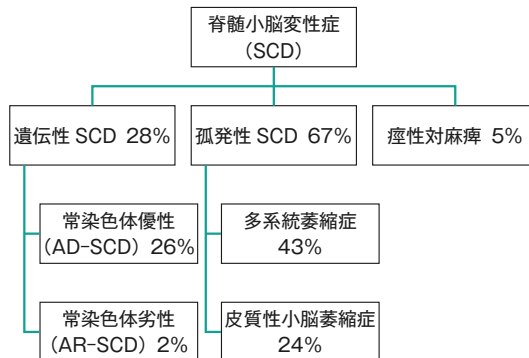 脊髄小脳変性症
(SCD)
遺伝性 SCD 28%
孤発性 SCD 67%
痙性対麻痺 5%
常染色体優性
(AD-SCD) 26%
多系統萎縮症
43%
常染色体劣性
(AR-SCD) 2%
皮質性小脳萎縮症
24%